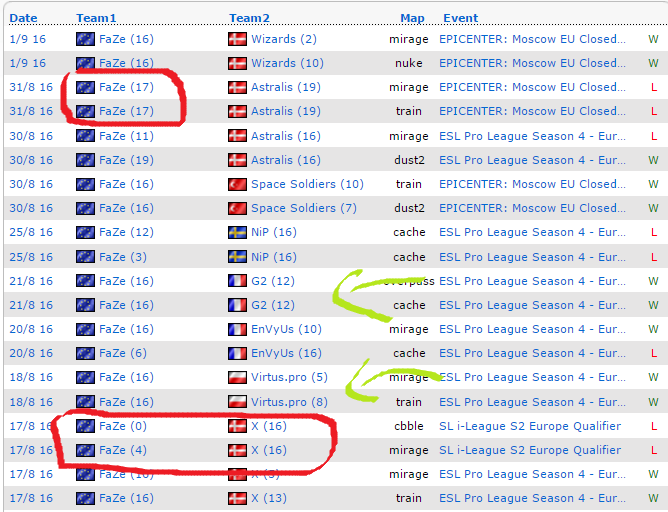 Date Team1 Team2 Map Event
1/9 16 FaZe (16) Wizards (2) mirage EPICENTER: Moscow EU Closed... W
1/9 16 FaZe (16) Wizards (10) nuke EPICENTER: Moscow EU Closed... W
31/8 16 FaZe (17) Astralis (19) mirage EPICENTER: Moscow EU Closed... L
31/8 16 FaZe (17) Astralis (19) train EPICENTER: Moscow EU Closed... L
30/8 16 FaZe (11) Astralis (16) mirage ESL Pro League Season 4 - Eur... L
30/8 16 FaZe (19) Astralis (16) dust2 ESL Pro League Season 4 - Eur... W
30/8 16 FaZe (16) Space Soldiers (10) train EPICENTER: Moscow EU Closed... W
30/8 16 FaZe (16) Space Soldiers (7) dust2 EPICENTER: Moscow EU Closed... W
25/8 16 FaZe (12) NiP (16) cache ESL Pro League Season 4 - Eur... L
25/8 16 FaZe (3) NiP (16) cache ESL Pro League Season 4 - Eur... L
21/8 16 FaZe (16) G2 (12) overpass ESL Pro League Season 4 - Eur... W
21/8 16 FaZe (16) G2 (12) cache ESL Pro League Season 4 - Eur... W
20/8 16 FaZe (16) EnVyUs (10) mirage ESL Pro League Season 4 - Eur... W
20/8 16 FaZe (6) EnVyUs (16) cache ESL Pro League Season 4 - Eur... L
18/8 16 FaZe (16) Virtus.pro (5) mirage ESL Pro League Season 4 - Eur... W
18/8 16 FaZe (16) Virtus.pro (8) train ESL Pro League Season 4 - Eur... W
17/8 16 FaZe (0) X (16) cbble SL i-League S2 Europe Qualifier L
17/8 16 FaZe (4) X (16) mirage SL i-League S2 Europe Qualifier L
17/8 16 FaZe (16) X mirage ESL Pro League Season 4 - Eur... W
17/8 16 FaZe (16) X (13) train ESL Pro League Season 4 - Eur... W